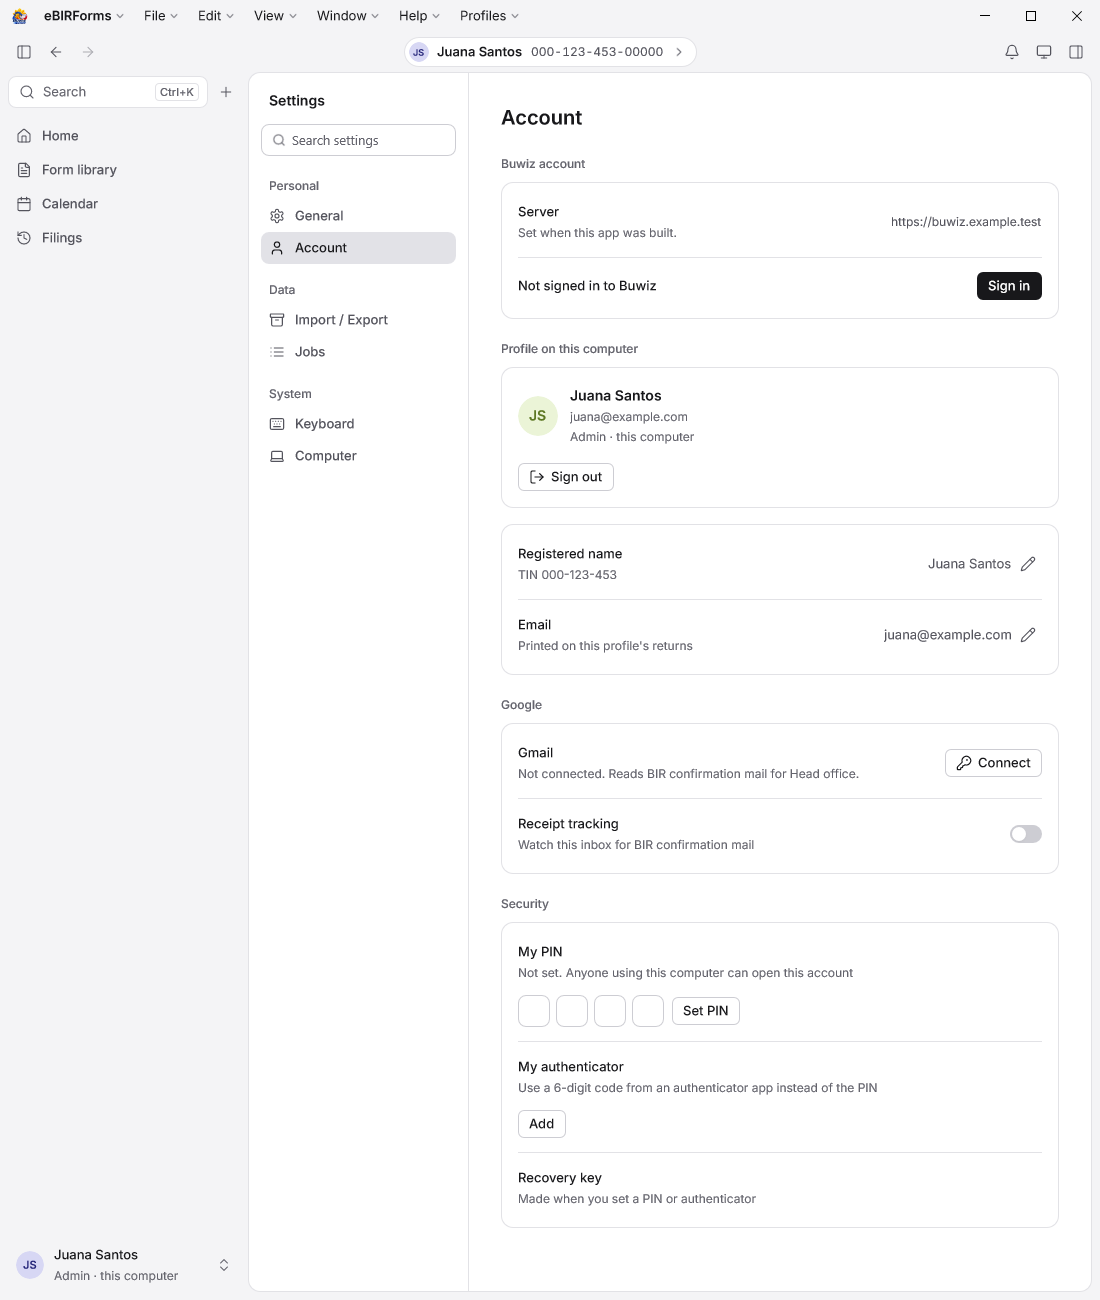 eBIRForms File Edit View Window Help Profiles
JS Juana Santos 000-123-453-00000
Search Ctrl+K
Home
Form library
Calendar
Filings
Settings
Search settings
Personal
General
Account
Data
Import / Export
Jobs
System
Keyboard
Computer
Account
Buwiz account
Server
Set when this app was built.
https://buwiz.example.test
Not signed in to Buwiz
Sign in
Profile on this computer
JS
Juana Santos
juana@example.com
Admin · this computer
Sign out
Registered name
TIN 000-123-453
Juana Santos
Email
Printed on this profile's returns
juana@example.com
Google
Gmail
Not connected. Reads BIR confirmation mail for Head office.
Connect
Receipt tracking
Watch this inbox for BIR confirmation mail
Security
My PIN
Not set. Anyone using this computer can open this account
Set PIN
My authenticator
Use a 6-digit code from an authenticator app instead of the PIN
Add
Recovery key
Made when you set a PIN or authenticator
JS
Juana Santos
Admin · this computer